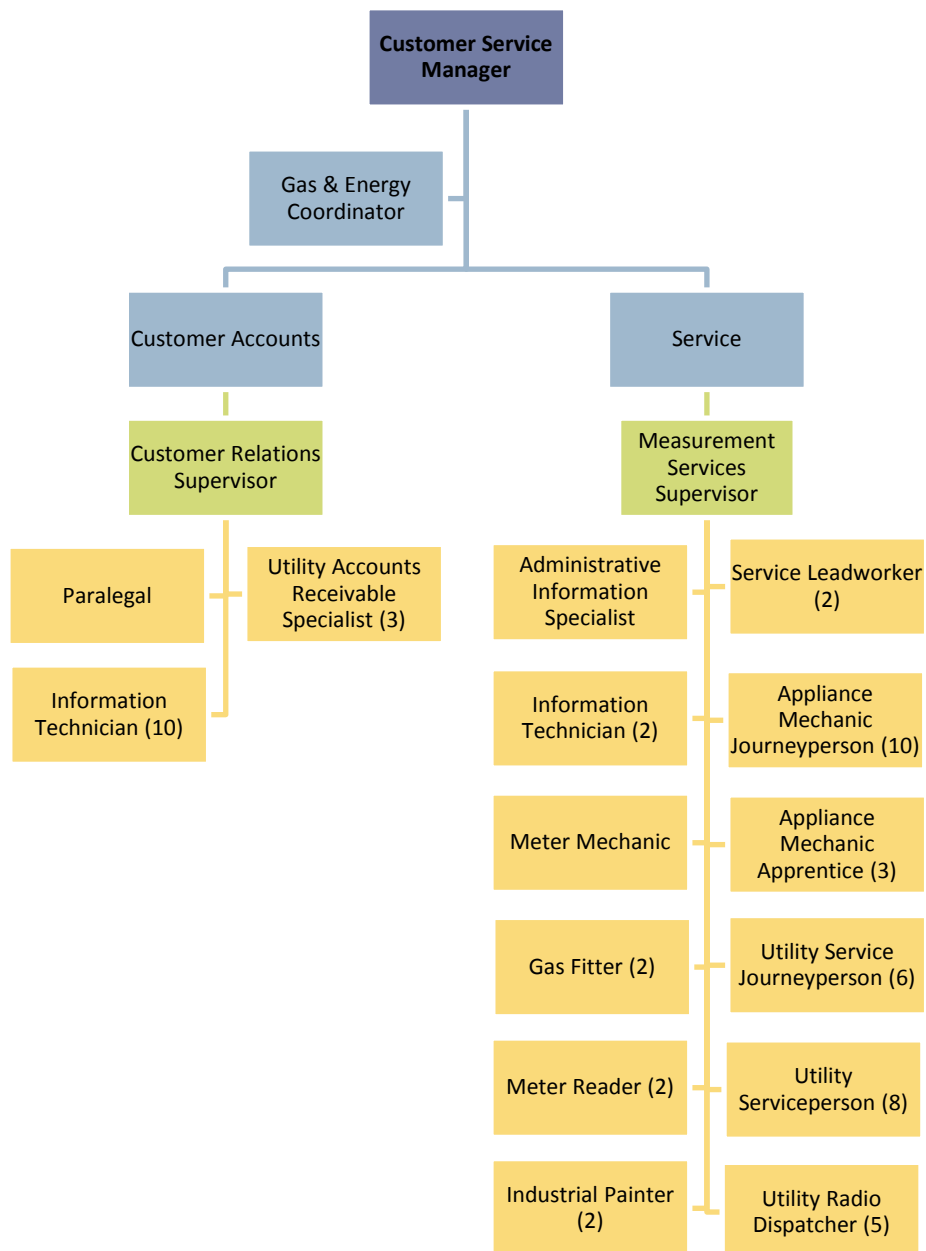 Customer Service
Manager
Gas & Energy
Coordinator
Customer Accounts
Service
Customer Relations
Supervisor
Measurement
Services
Supervisor
Paralegal
Utility Accounts
Receivable
Specialist (3)
Information
Technician (10)
Administrative
Information
Specialist
Service Leadworker
(2)
Information
Technician (2)
Appliance
Mechanic
Journeyperson (10)
Meter Mechanic
Appliance
Mechanic
Apprentice (3)
Gas Fitter (2)
Utility Service
Journeyperson (6)
Meter Reader (2)
Utility
Serviceperson (8)
Industrial Painter
(2)
Utility Radio
Dispatcher (5)